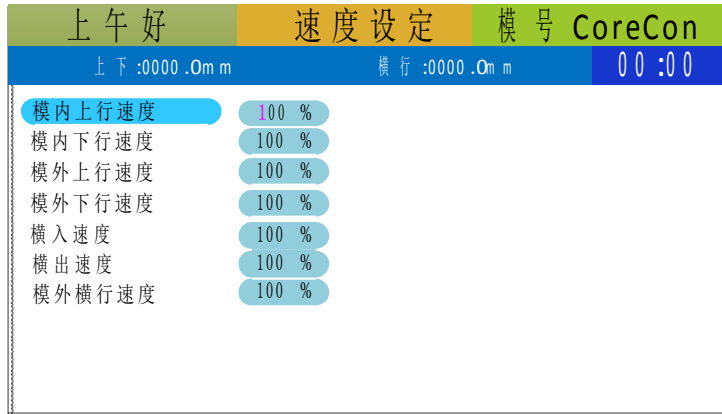 上午好 速度设定 模号 CoreCon
上下:0000.0mm 横行:0000.0mm 00:00
模内上行速度 100 %
模内下行速度 100 %
模外上行速度 100 %
模外下行速度 100 %
横入速度 100 %
横出速度 100 %
模外横行速度 100 %